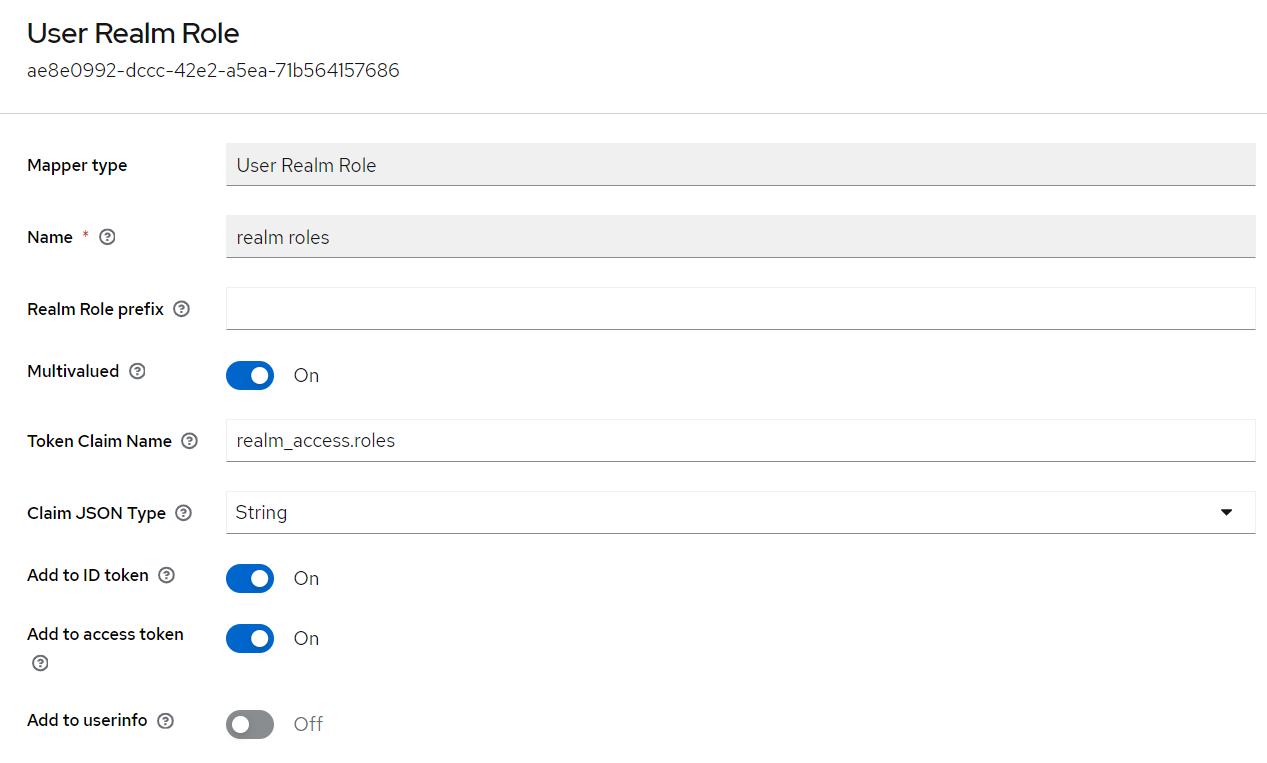 User Realm Role
ae8e0992-dccc-42e2-a5ea-71b564157686
Mapper type
User Realm Role
Name *
realm roles
Realm Role prefix
Multivalued
On
Token Claim Name
realm_access.roles
Claim JSON Type
String
Add to ID token
On
Add to access token
On
Add to userinfo
Off